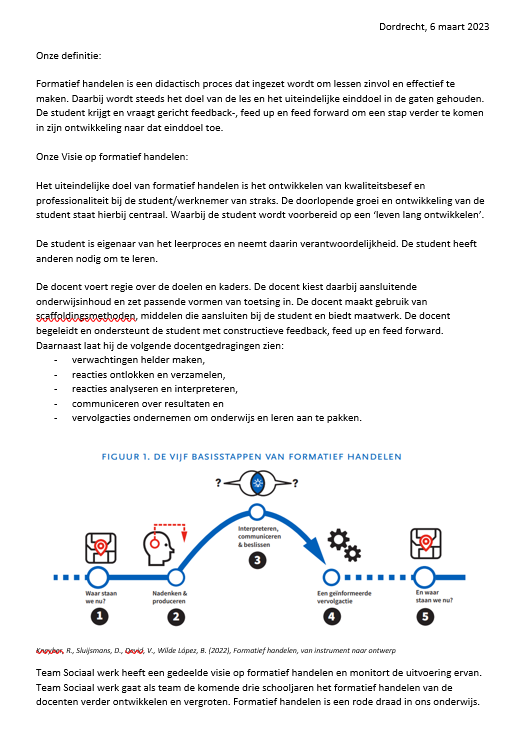 Dordrecht, 6 maart 2023
Onze definitie:
Formatief handelen is een didactisch proces dat ingezet wordt om lessen zinvol en effectief te
maken. Daarbij wordt steeds het doel van de les en het uiteindelijke einddoel in de gaten gehouden.
De student krijgt en vraagt gericht feedback-, feed up en feed forward om een stap verder te komen
in zijn ontwikkeling naar dat einddoel toe.
Onze Visie op formatief handelen:
Het uiteindelijke doel van formatief handelen is het ontwikkelen van kwaliteitsbesef en
professionaliteit bij de student/werknemer van straks. De doorlopende groei en ontwikkeling van de
student staat hierbij centraal. Waarbij de student wordt voorbereid op een ‘leven lang ontwikkelen’.
De student is eigenaar van het leerproces en neemt daarin verantwoordelijkheid. De student heeft
anderen nodig om te leren.
De docent voert regie over de doelen en kaders. De docent kiest daarbij aansluitende
onderwijsinhoud en zet passende vormen van toetsing in. De docent maakt gebruik van
scaffoldingsmethoden, middelen die aansluiten bij de student en biedt maatwerk. De docent
begeleidt en ondersteunt de student met constructieve feedback, feed up en feed forward.
Daarnaast laat hij de volgende docentgedragingen zien:
- verwachtingen helder maken,
- reacties ontlokken en verzamelen,
- reacties analyseren en interpreteren,
- communiceren over resultaten en
- vervolgacties ondernemen om onderwijs en leren aan te pakken.
FIGUUR 1. DE VIJF BASISSTAPPEN VAN FORMATIEF HANDELEN
? ?
Interpreteren,
communiceren
& beslissen
3
Waar staan
we nu?
1
Nadenken &
produceren
2
Een geïnformeerde
vervolgactie
4
En waar
staan we nu?
5
Kneyber, R., Sluijsmans, D., Devid, V., Wilde López, B. (2022), Formatief handelen, van instrument naar ontwerp
Team Sociaal werk heeft een gedeelde visie op formatief handelen en monitort de uitvoering ervan.
Team Sociaal werk gaat als team de komende drie schooljaren het formatief handelen van de
docenten verder ontwikkelen en vergroten. Formatief handelen is een rode draad in ons onderwijs.